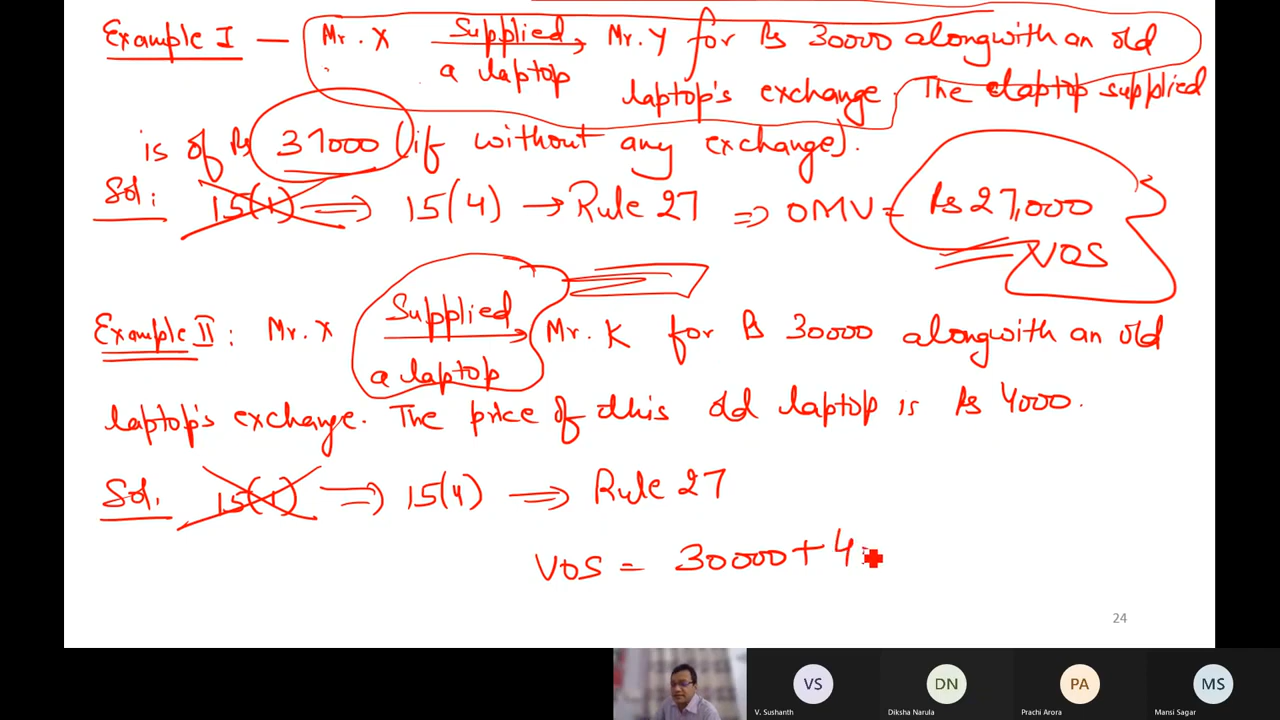 Example I — Mr. X Supplied a laptop Mr. Y for Rs 30000 alongwith an old
laptop's exchange. The laptop supplied
is of Rs 37000 (if without any exchange).
Sol: 15(1) ⇒ 15(4) → Rule 27 ⇒ OMV = Rs 27,000
VOS
Example II : Mr. X Supplied a laptop Mr. K for Rs 30000 alongwith an old
laptop's exchange. The price of this old laptop is Rs 4000.
Sol. 15(1) ⇒ 15(4) ⇒ Rule 27
VOS = 30000 + 4
24
VS DN PA MS
V. Sushanth Diksha Narula Prachi Arora Mansi Sagar